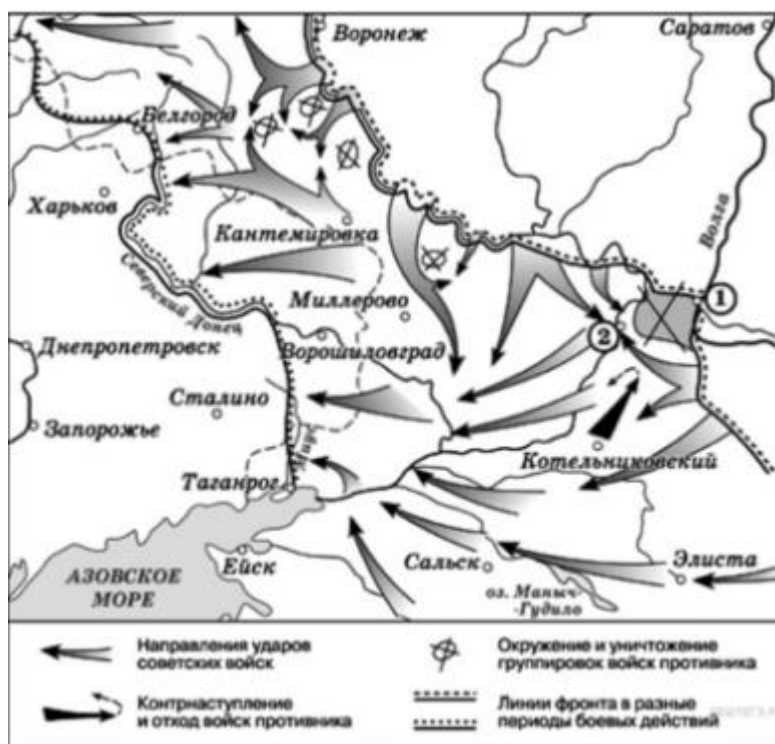 Воронеж
Саратов
Белгород
Волга
Харьков
Кантемировка
Северский Донец
1
Миллерово
2
Днепропетровск
Ворошиловград
Сталино
Запорожье
Миус
Котельниковский
Таганрог
Ейск
Сальск
Элиста
АЗОВСКОЕ
МОРЕ
оз. Маныч-
-Гудило
Направления ударов
советских войск
Окружение и уничтожение
группировок войск противника
Контрнаступление
и отход войск противника
Линии фронта в разные
периоды боевых действий